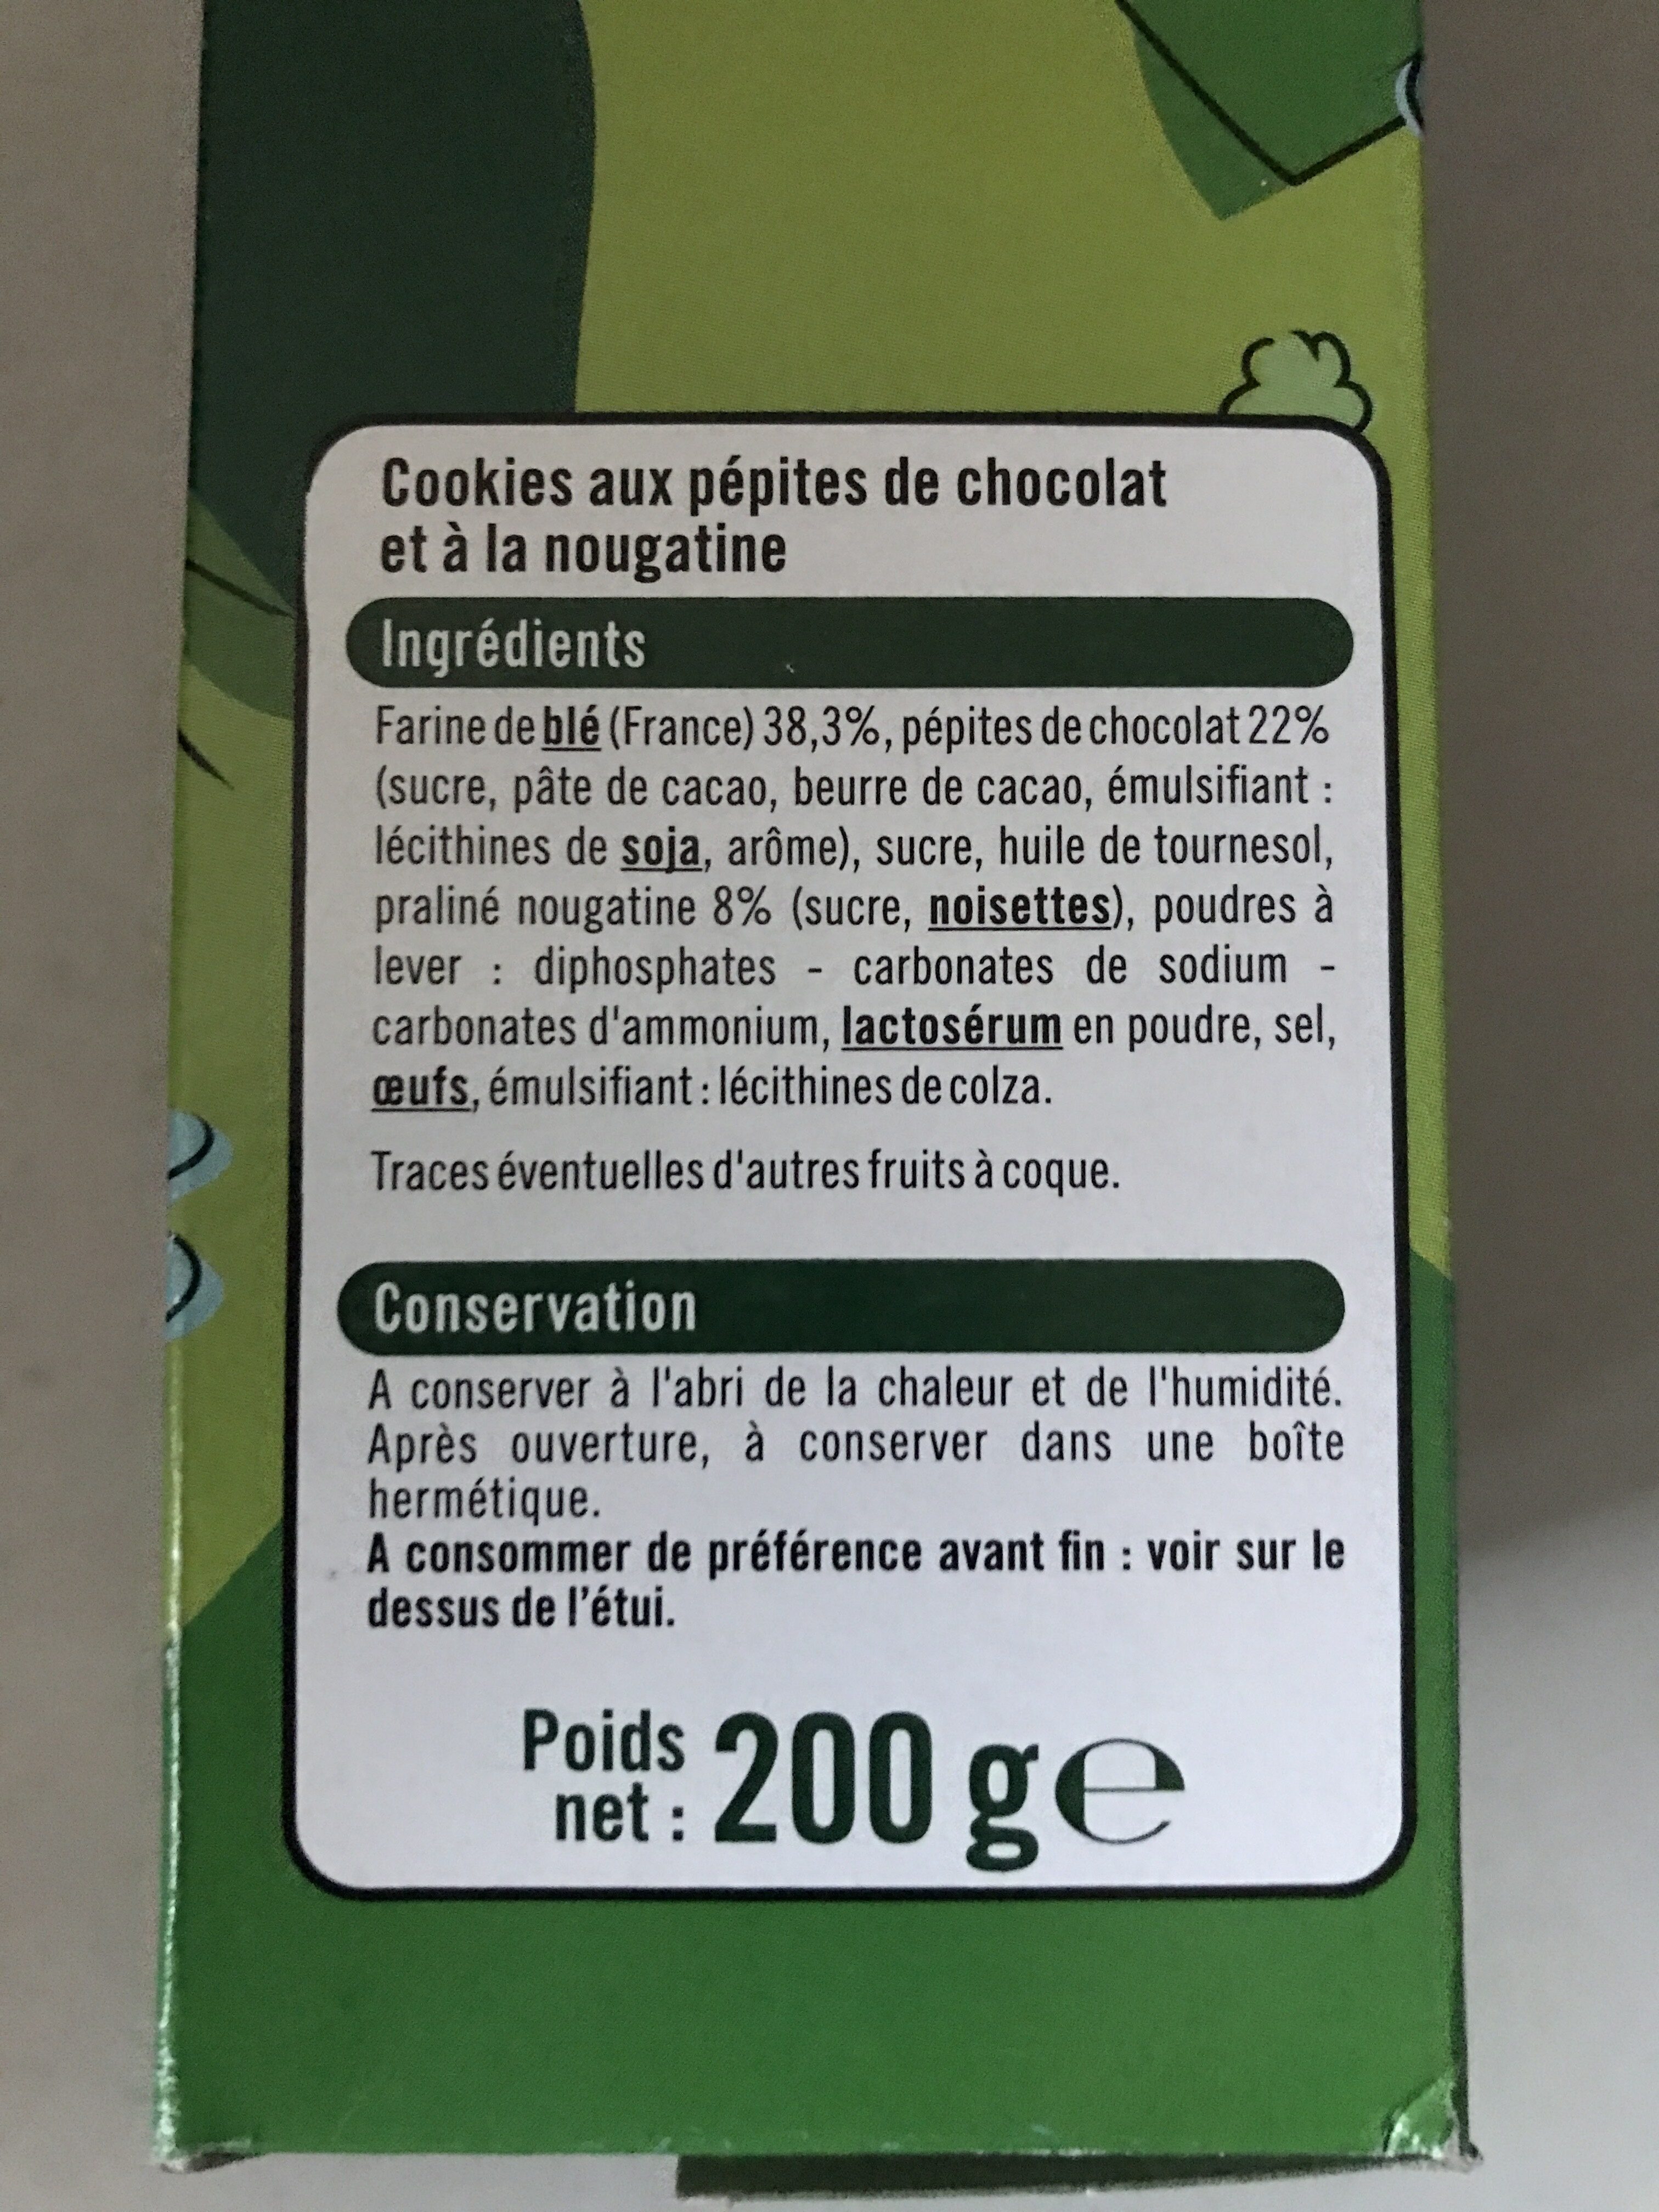 Cookies aux pépites de chocolat
et à la nougatine
Ingrédients
Farine de blé (France) 38,3%, pépites de chocolat 22%
(sucre, pâte de cacao, beurre de cacao, émulsifiant :
lécithines de soja, arôme), sucre, huile de tournesol,
praliné nougatine 8% (sucre, noisettes), poudres à
lever : diphosphates - carbonates de sodium -
carbonates d'ammonium, lactosérum en poudre, sel,
œufs, émulsifiant : lécithines de colza.
Traces éventuelles d'autres fruits à coque.
Conservation
A conserver à l'abri de la chaleur et de l'humidité.
Après ouverture, à conserver dans une boîte
hermétique.
A consommer de préférence avant fin : voir sur le
dessus de l’étui.
Poids
net : 200 g e